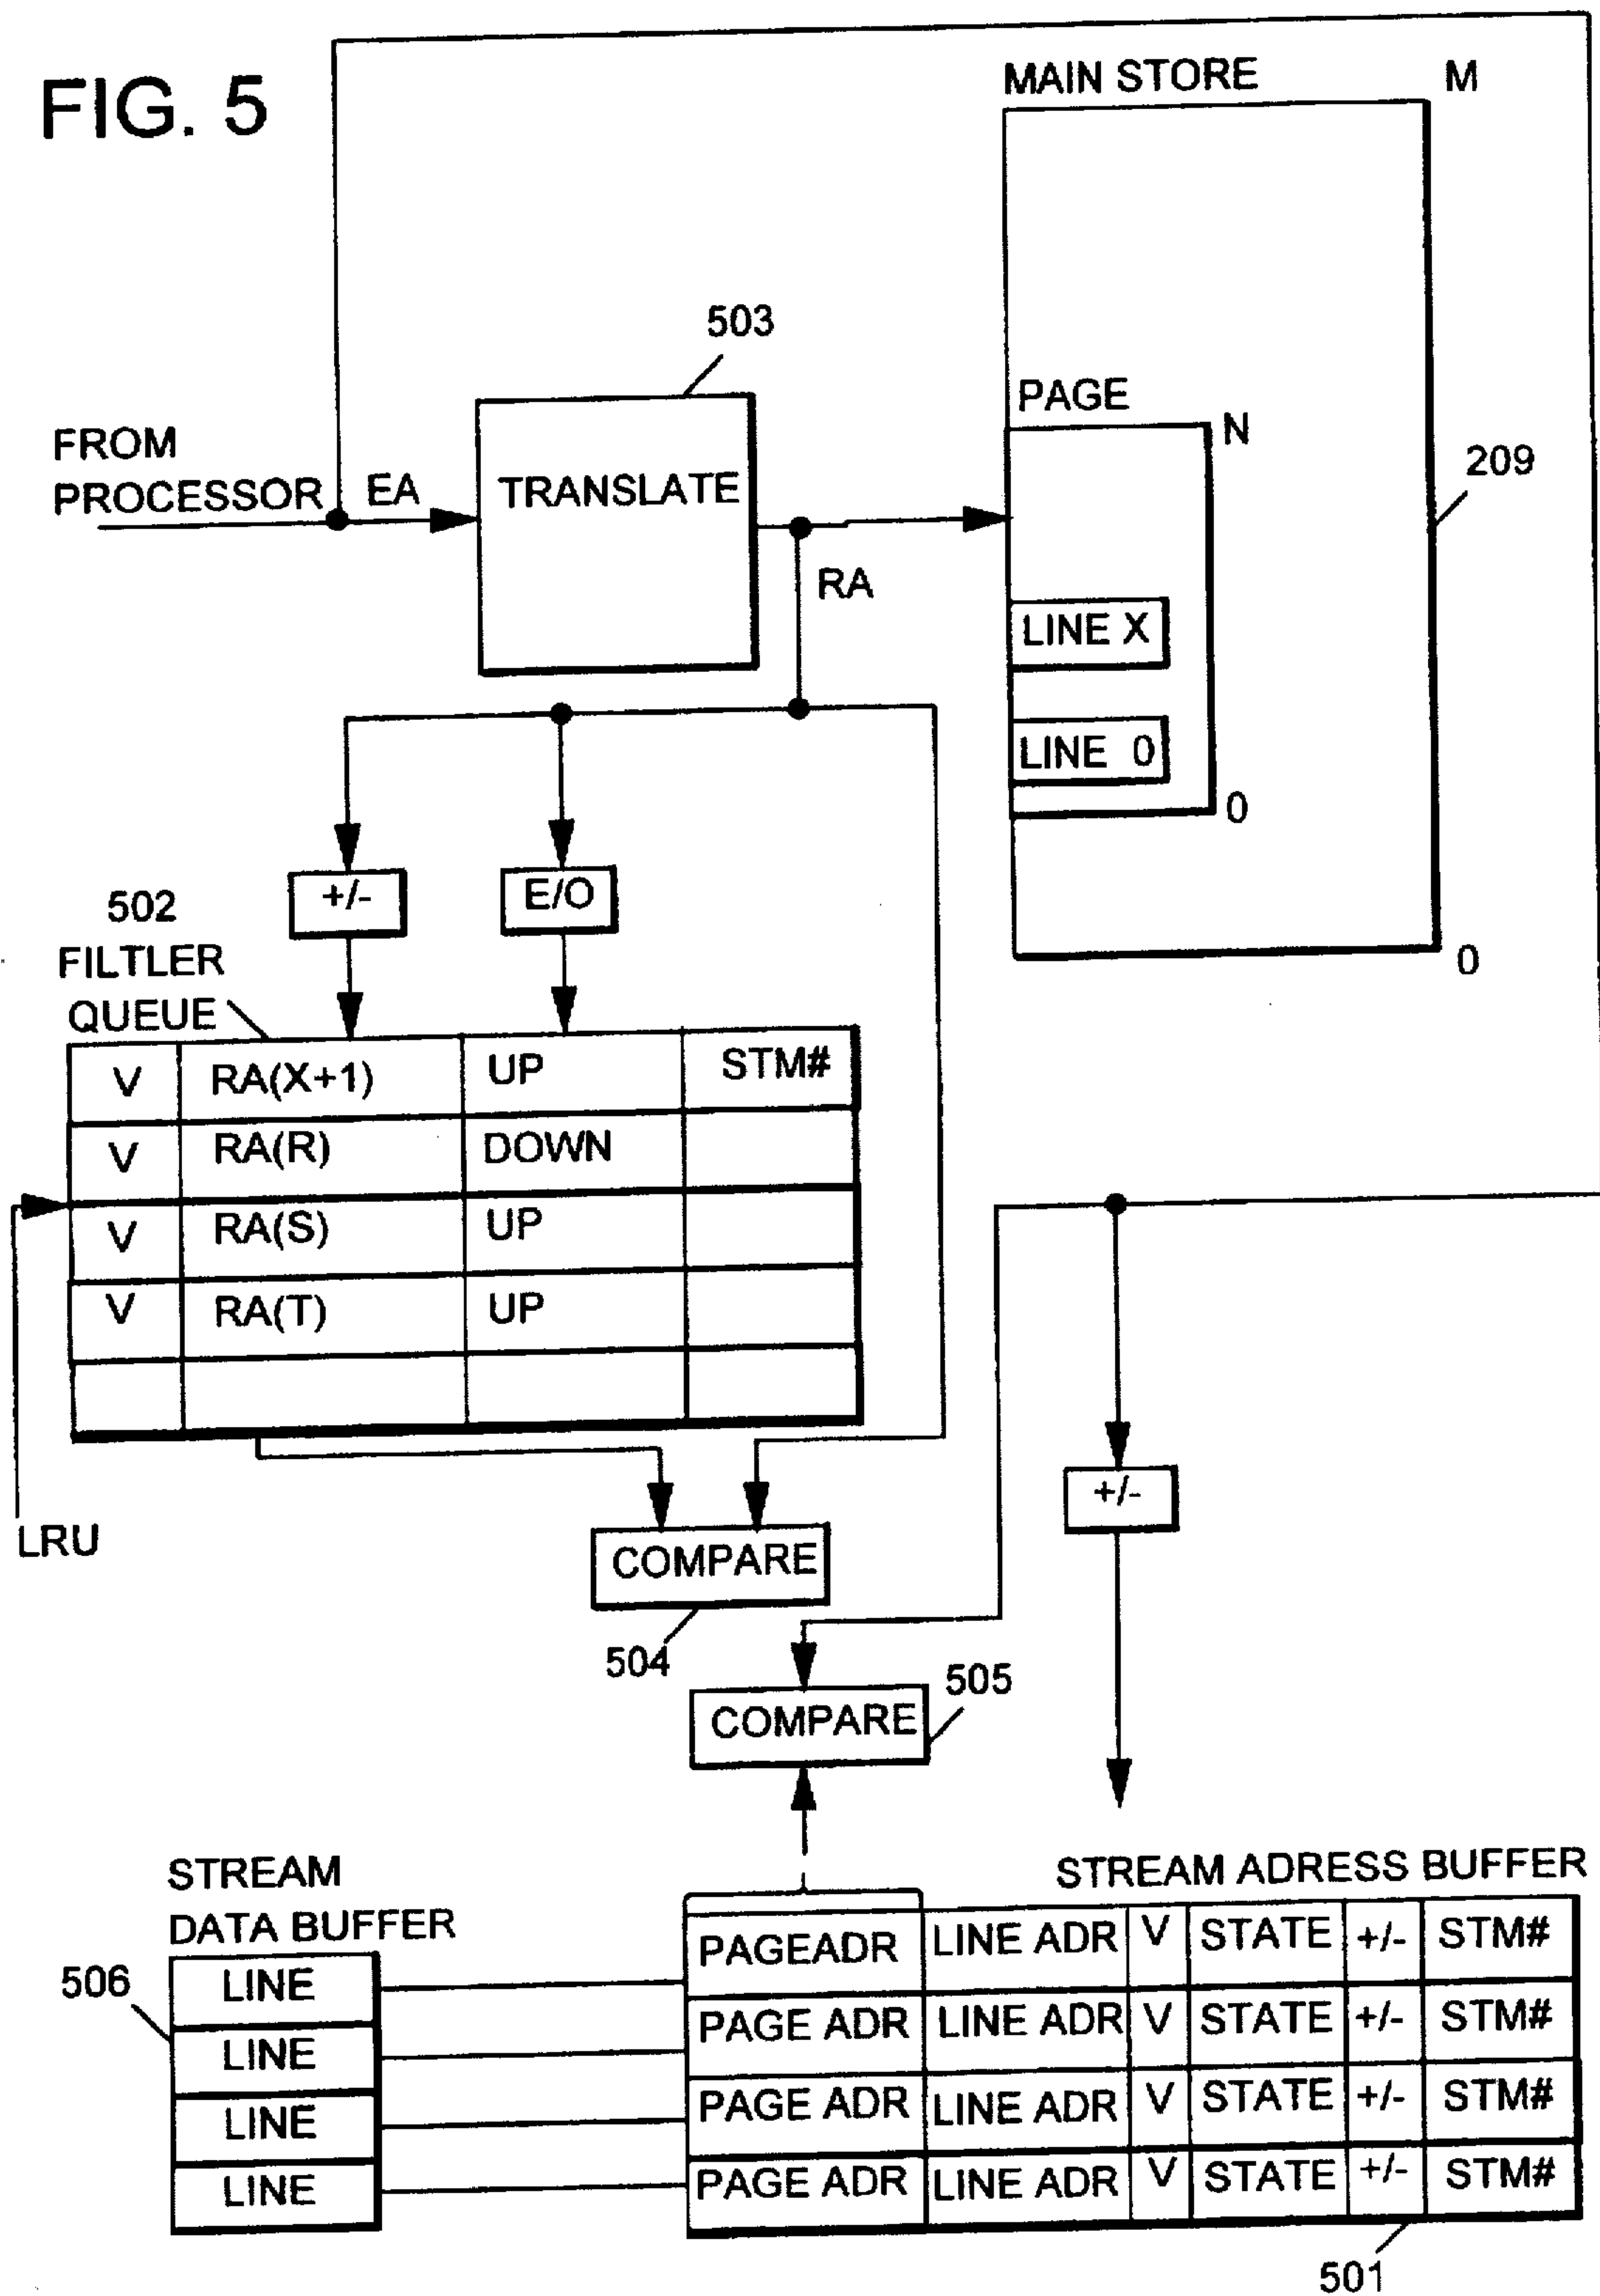 FIG. 5
MAIN STORE M
503
PAGE
N
FROM
PROCESSOR EA
TRANSLATE
209
RA
LINE X
LINE 0
0
0
+/- E/O
502
FILTLER
QUEUE
V RA(X+1) UP STM#
V RA(R) DOWN
V RA(S) UP
V RA(T) UP
LRU
+/-
COMPARE
504
505
COMPARE
STREAM
DATA BUFFER
STREAM ADRESS BUFFER
506
LINE PAGEADR LINE ADR V STATE +/- STM#
LINE PAGE ADR LINE ADR V STATE +/- STM#
LINE PAGE ADR LINE ADR V STATE +/- STM#
LINE PAGE ADR LINE ADR V STATE +/- STM#
501